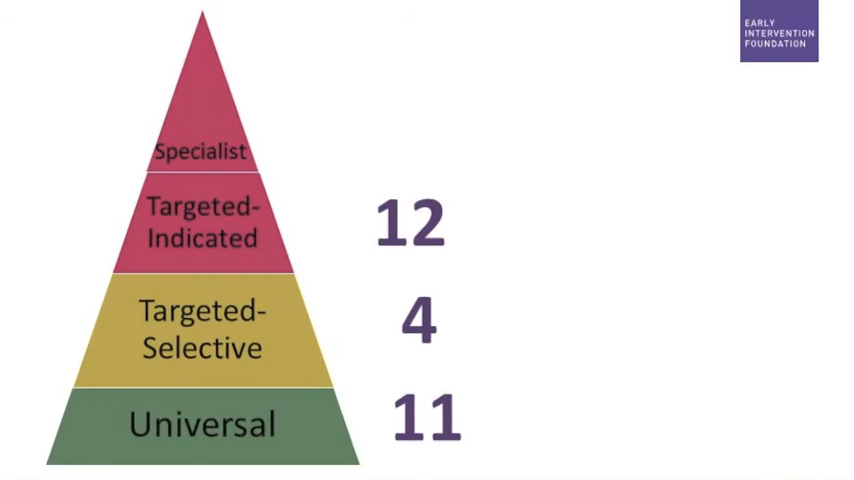 EARLY
INTERVENTION
FOUNDATION
Specialist
Targeted-
Indicated
12
Targeted-
Selective
4
Universal
11